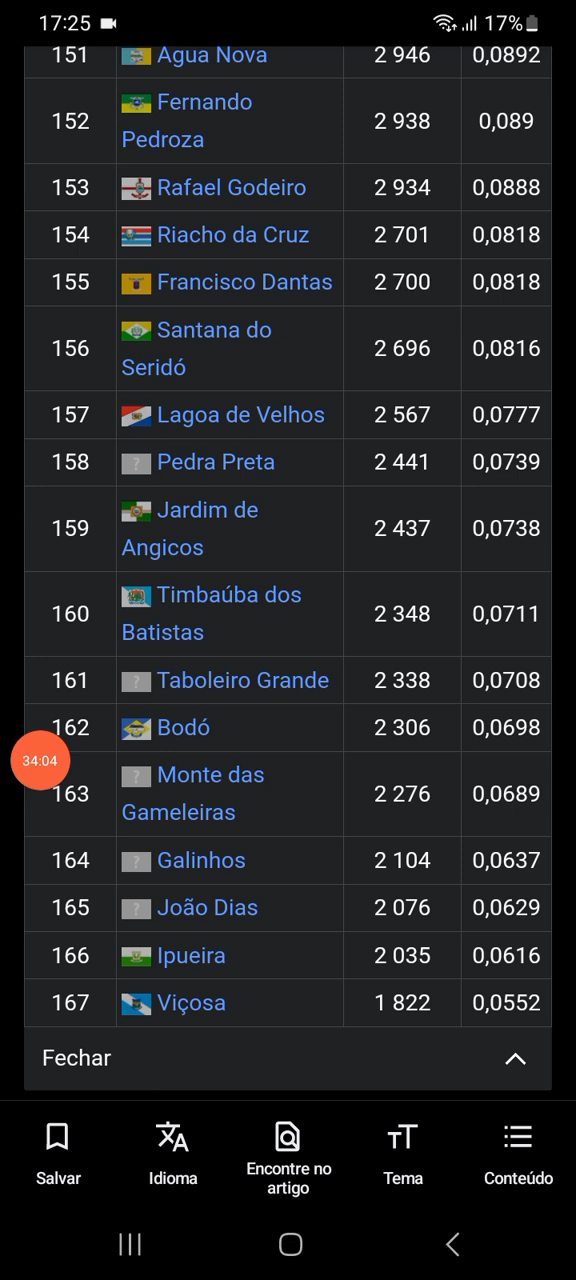 17:25 17%
151 Água Nova 2 946 0,0892
152 Fernando Pedroza 2 938 0,089
153 Rafael Godeiro 2 934 0,0888
154 Riacho da Cruz 2 701 0,0818
155 Francisco Dantas 2 700 0,0818
156 Santana do Seridó 2 696 0,0816
157 Lagoa de Velhos 2 567 0,0777
158 ? Pedra Preta 2 441 0,0739
159 Jardim de Angicos 2 437 0,0738
160 Timbaúba dos Batistas 2 348 0,0711
161 ? Taboleiro Grande 2 338 0,0708
162 Bodó 2 306 0,0698
34:04
163 ? Monte das Gameleiras 2 276 0,0689
164 ? Galinhos 2 104 0,0637
165 ? João Dias 2 076 0,0629
166 Ipueira 2 035 0,0616
167 Viçosa 1 822 0,0552
Fechar
Salvar Idioma Encontre no artigo Tema Conteúdo